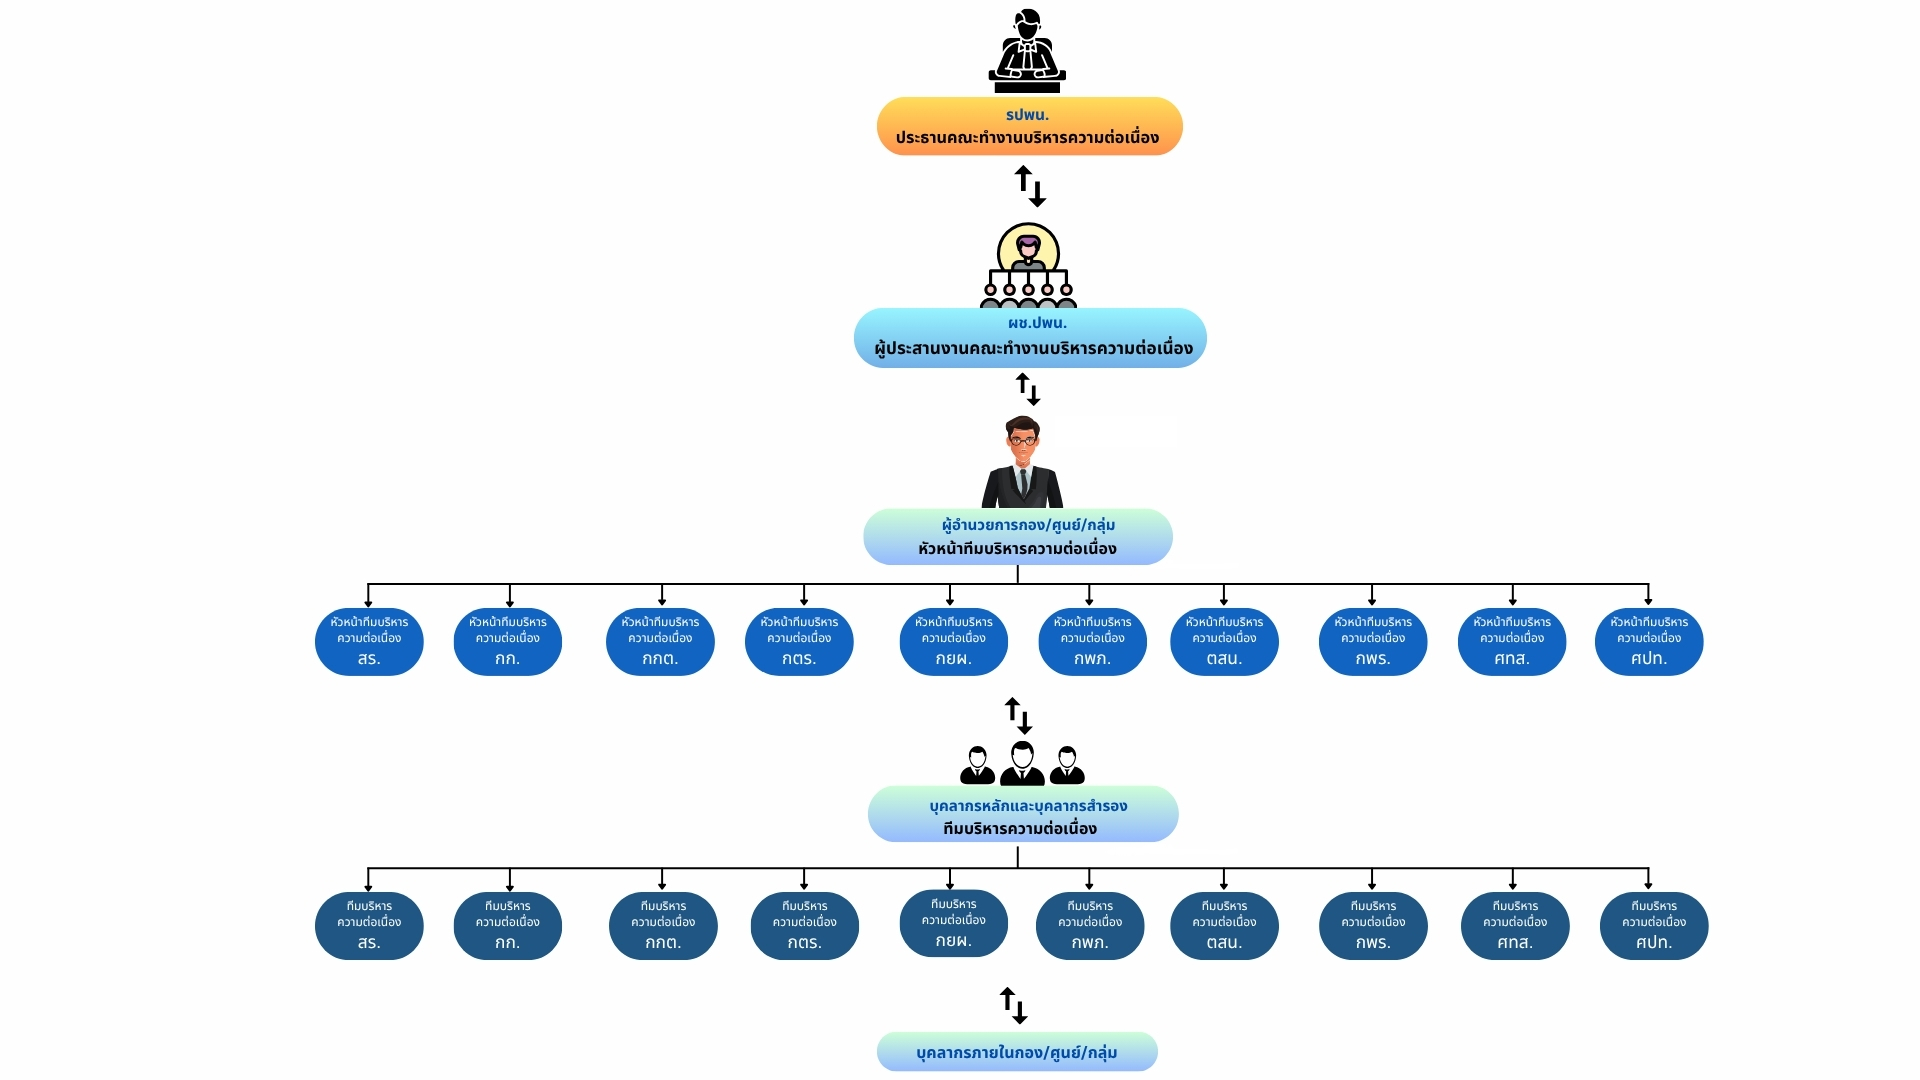 รปพน.
ประธานคณะทำงานบริหารความต่อเนื่อง
ผช.ปพน.
ผู้ประสานงานคณะทำงานบริหารความต่อเนื่อง
ผู้อำนวยการกอง/ศูนย์/กลุ่ม
หัวหน้าทีมบริหารความต่อเนื่อง
หัวหน้าทีมบริหาร
ความต่อเนื่อง
สร.
หัวหน้าทีมบริหาร
ความต่อเนื่อง
กก.
หัวหน้าทีมบริหาร
ความต่อเนื่อง
กกต.
หัวหน้าทีมบริหาร
ความต่อเนื่อง
กตร.
หัวหน้าทีมบริหาร
ความต่อเนื่อง
กยผ.
หัวหน้าทีมบริหาร
ความต่อเนื่อง
กพภ.
หัวหน้าทีมบริหาร
ความต่อเนื่อง
ตสน.
หัวหน้าทีมบริหาร
ความต่อเนื่อง
กพร.
หัวหน้าทีมบริหาร
ความต่อเนื่อง
ศทส.
หัวหน้าทีมบริหาร
ความต่อเนื่อง
ศปท.
บุคลากรหลักและบุคลากรสำรอง
ทีมบริหารความต่อเนื่อง
ทีมบริหาร
ความต่อเนื่อง
สร.
ทีมบริหาร
ความต่อเนื่อง
กก.
ทีมบริหาร
ความต่อเนื่อง
กกต.
ทีมบริหาร
ความต่อเนื่อง
กตร.
ทีมบริหาร
ความต่อเนื่อง
กยผ.
ทีมบริหาร
ความต่อเนื่อง
กพภ.
ทีมบริหาร
ความต่อเนื่อง
ตสน.
ทีมบริหาร
ความต่อเนื่อง
กพร.
ทีมบริหาร
ความต่อเนื่อง
ศทส.
ทีมบริหาร
ความต่อเนื่อง
ศปท.
บุคลากรภายในกอง/ศูนย์/กลุ่ม